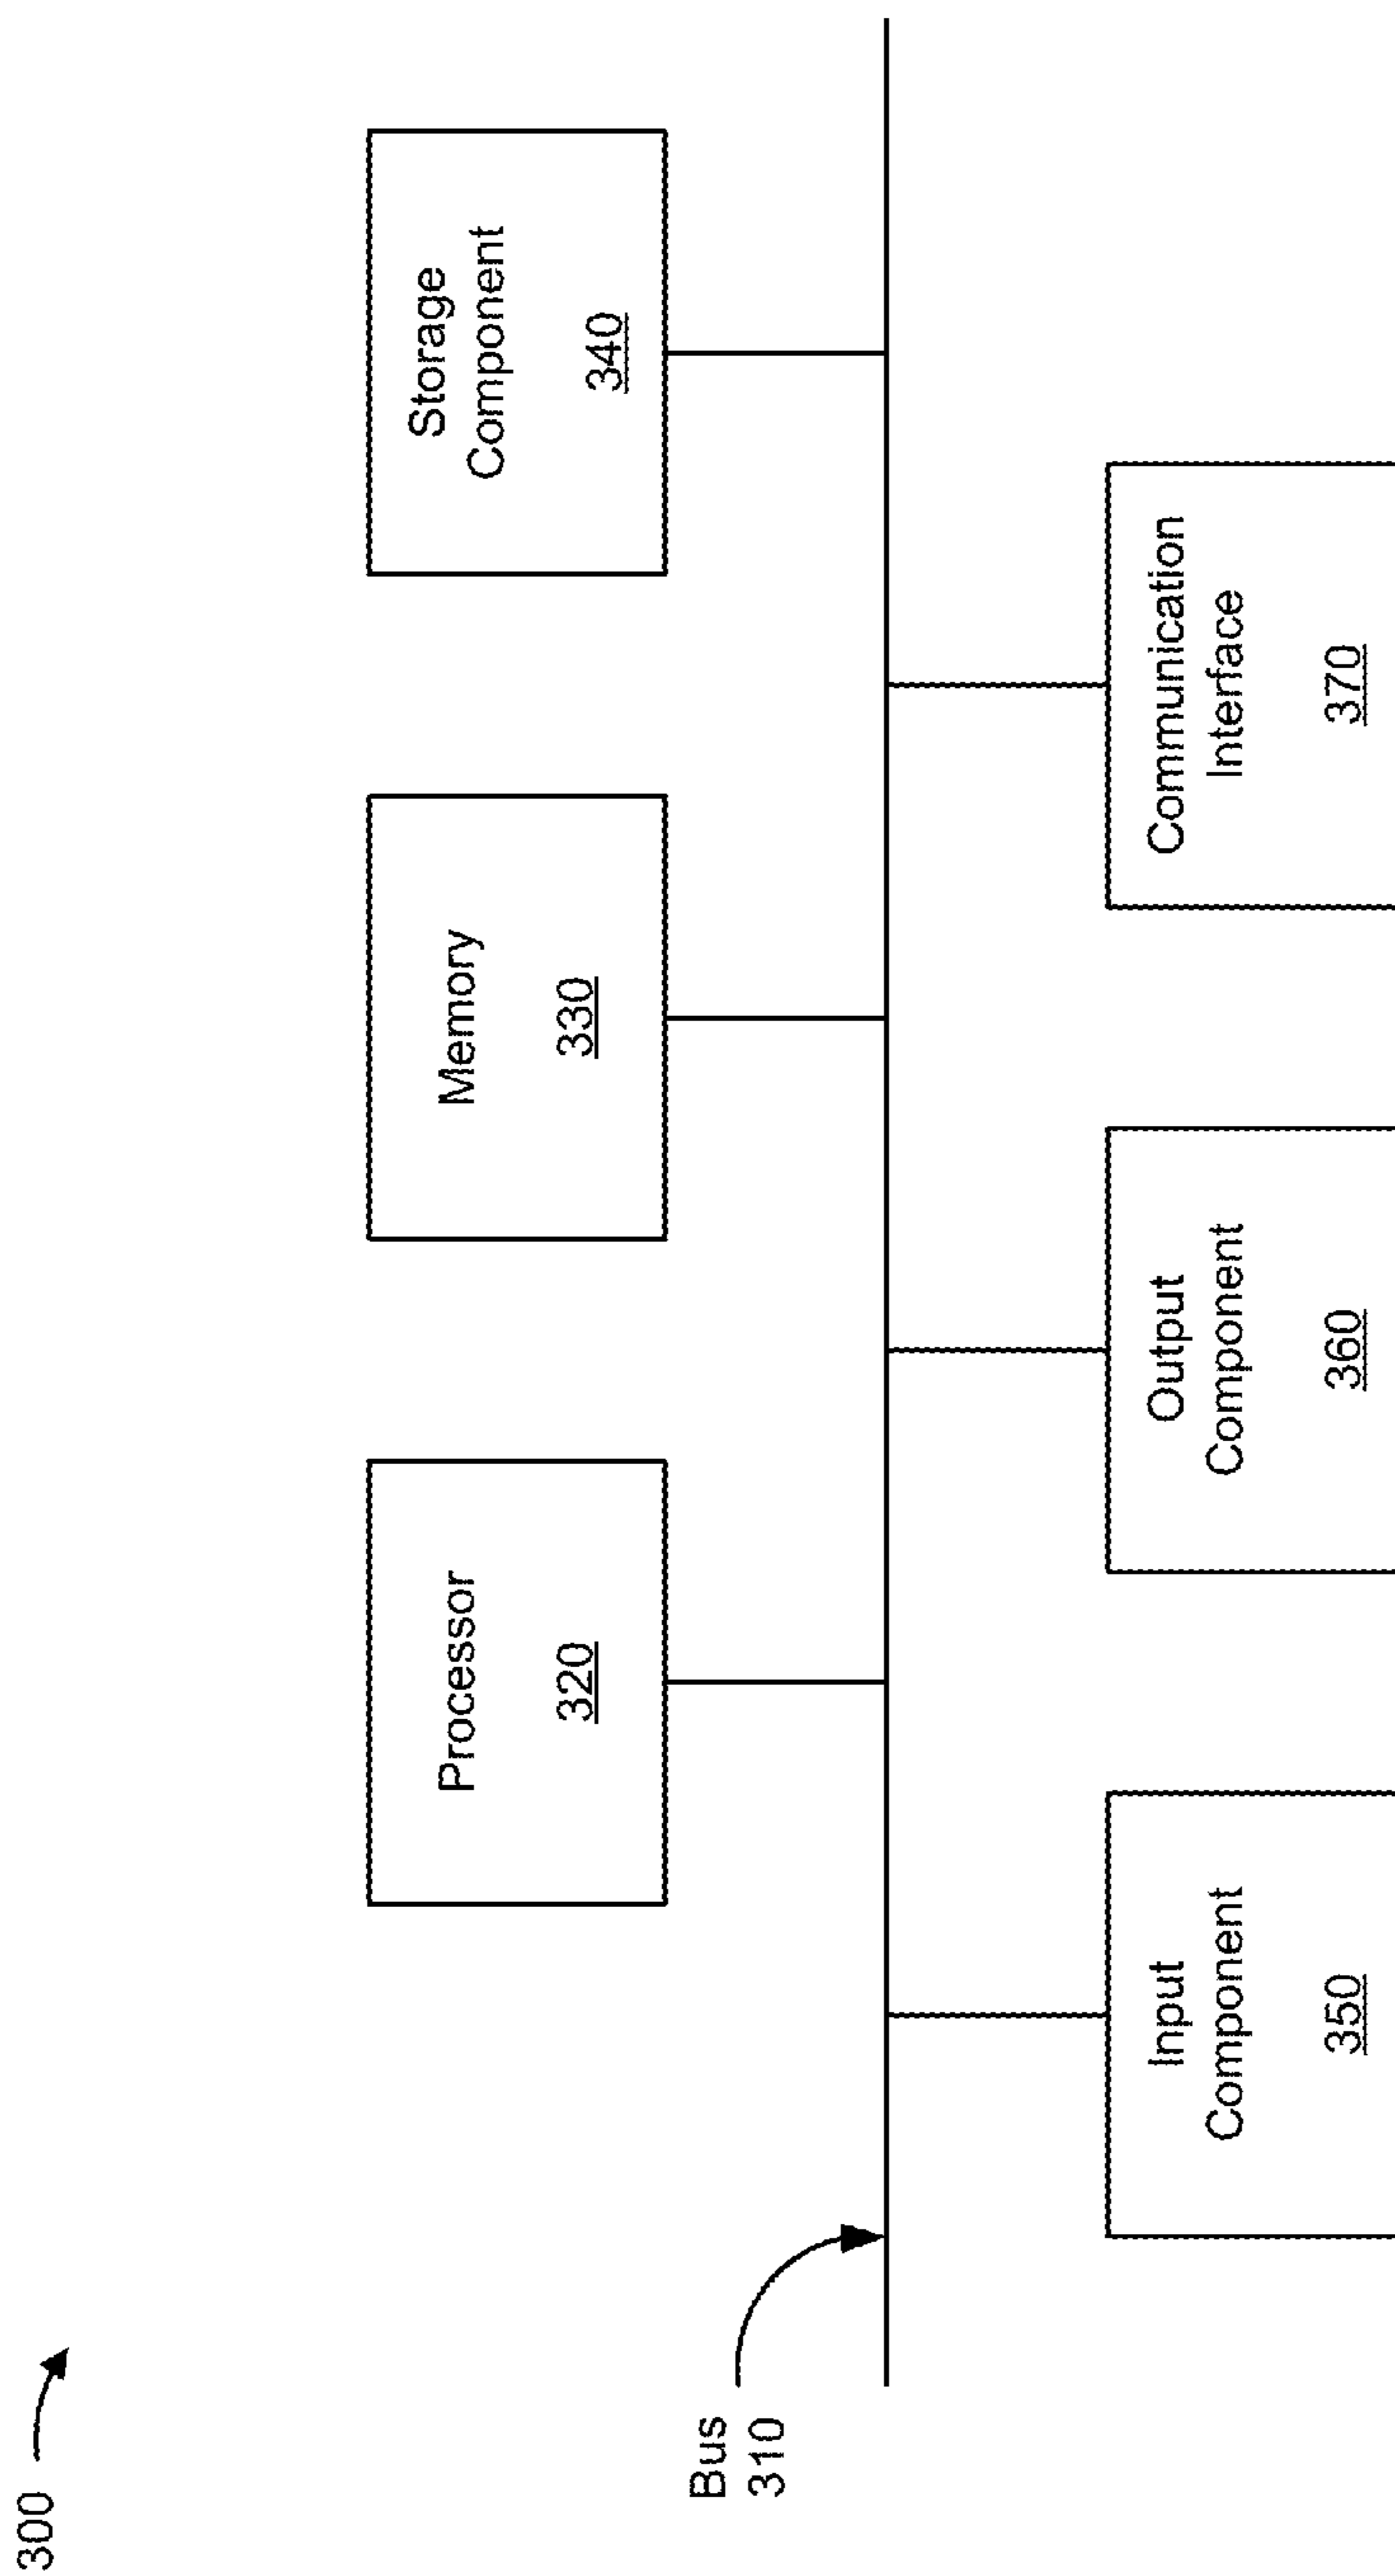 300
Bus
310
Processor
320
Memory
330
Storage
Component
340
Input
Component
350
Output
Component
360
Communication
Interface
370